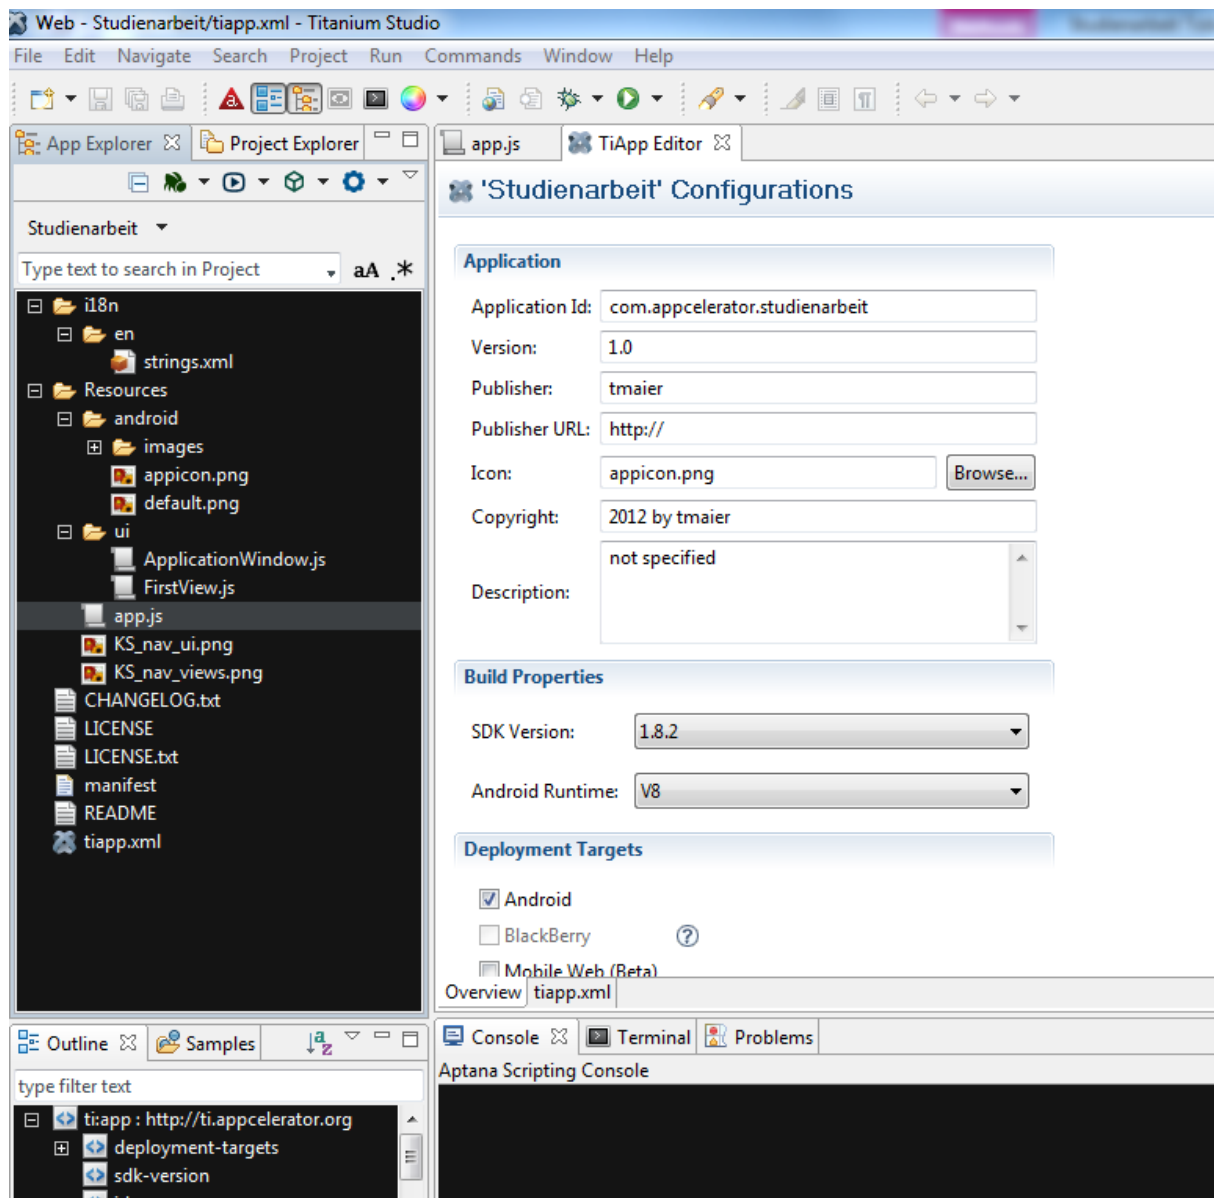 Web - Studienarbeit/tiapp.xml - Titanium Studio
File Edit Navigate Search Project Run Commands Window Help
App Explorer Project Explorer
app.js TiApp Editor
'Studienarbeit' Configurations
Studienarbeit
Type text to search in Project aA .*
i18n
en
strings.xml
Resources
android
images
appicon.png
default.png
ui
ApplicationWindow.js
FirstView.js
app.js
KS_nav_ui.png
KS_nav_views.png
CHANGELOG.txt
LICENSE
LICENSE.txt
manifest
README
tiapp.xml
Application
Application Id: com.appcelerator.studienarbeit
Version: 1.0
Publisher: tmaier
Publisher URL: http://
Icon: appicon.png Browse...
Copyright: 2012 by tmaier
Description: not specified
Build Properties
SDK Version: 1.8.2
Android Runtime: V8
Deployment Targets
Android
BlackBerry ?
Mobile Web (Beta)
Overview tiapp.xml
Outline Samples
type filter text
ti:app : http://ti.appcelerator.org
deployment-targets
sdk-version
Console Terminal Problems
Aptana Scripting Console